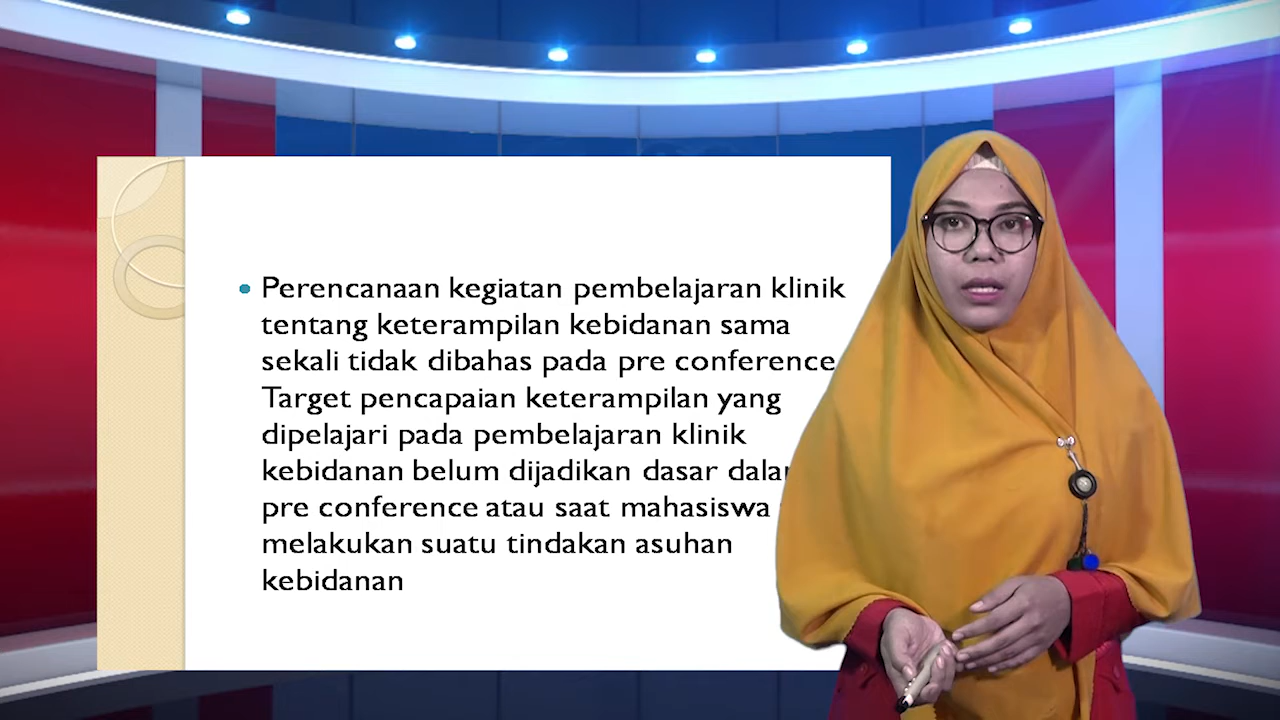 Perencanaan kegiatan pembelajaran klinik
tentang keterampilan kebidanan sama
sekali tidak dibahas pada pre conference
Target pencapaian keterampilan yang
dipelajari pada pembelajaran klinik
kebidanan belum dijadikan dasar
pre conference atau saat mahasiswa
melakukan suatu tindakan asuhan
kebidanan